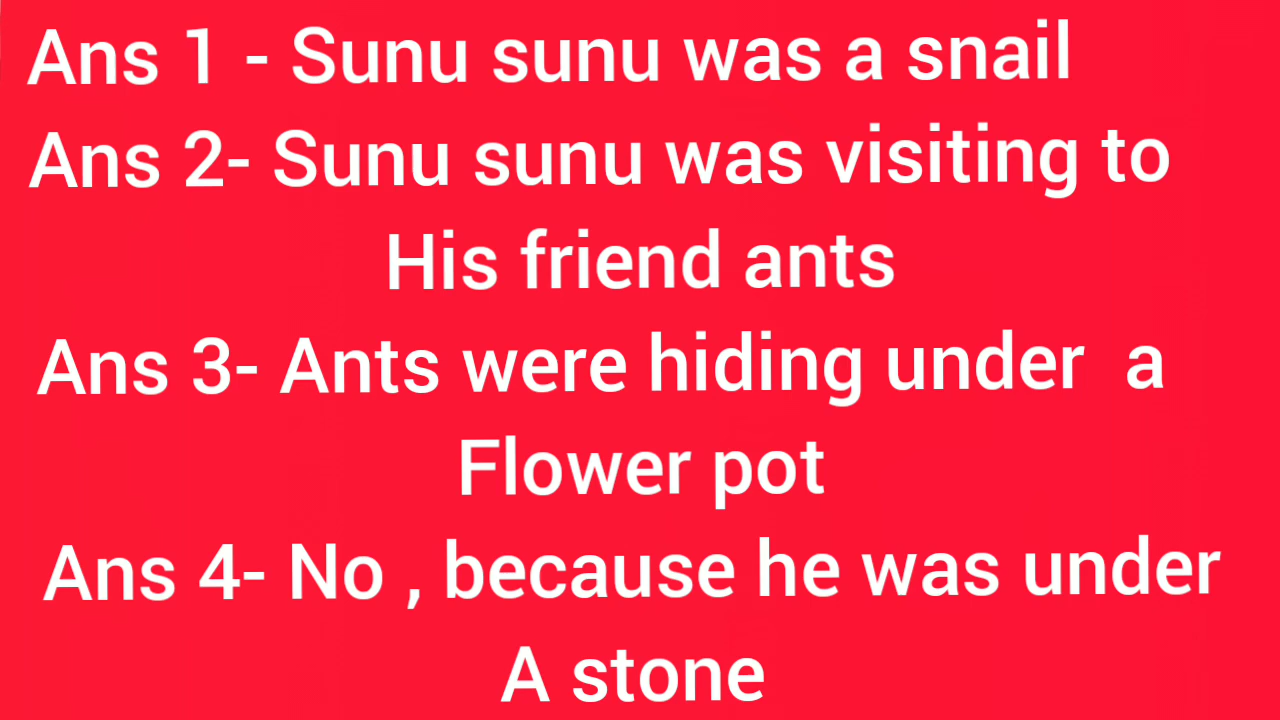 Ans 1 - Sunu sunu was a snail
Ans 2- Sunu sunu was visiting to
His friend ants
Ans 3- Ants were hiding under a
Flower pot
Ans 4- No , because he was under
A stone